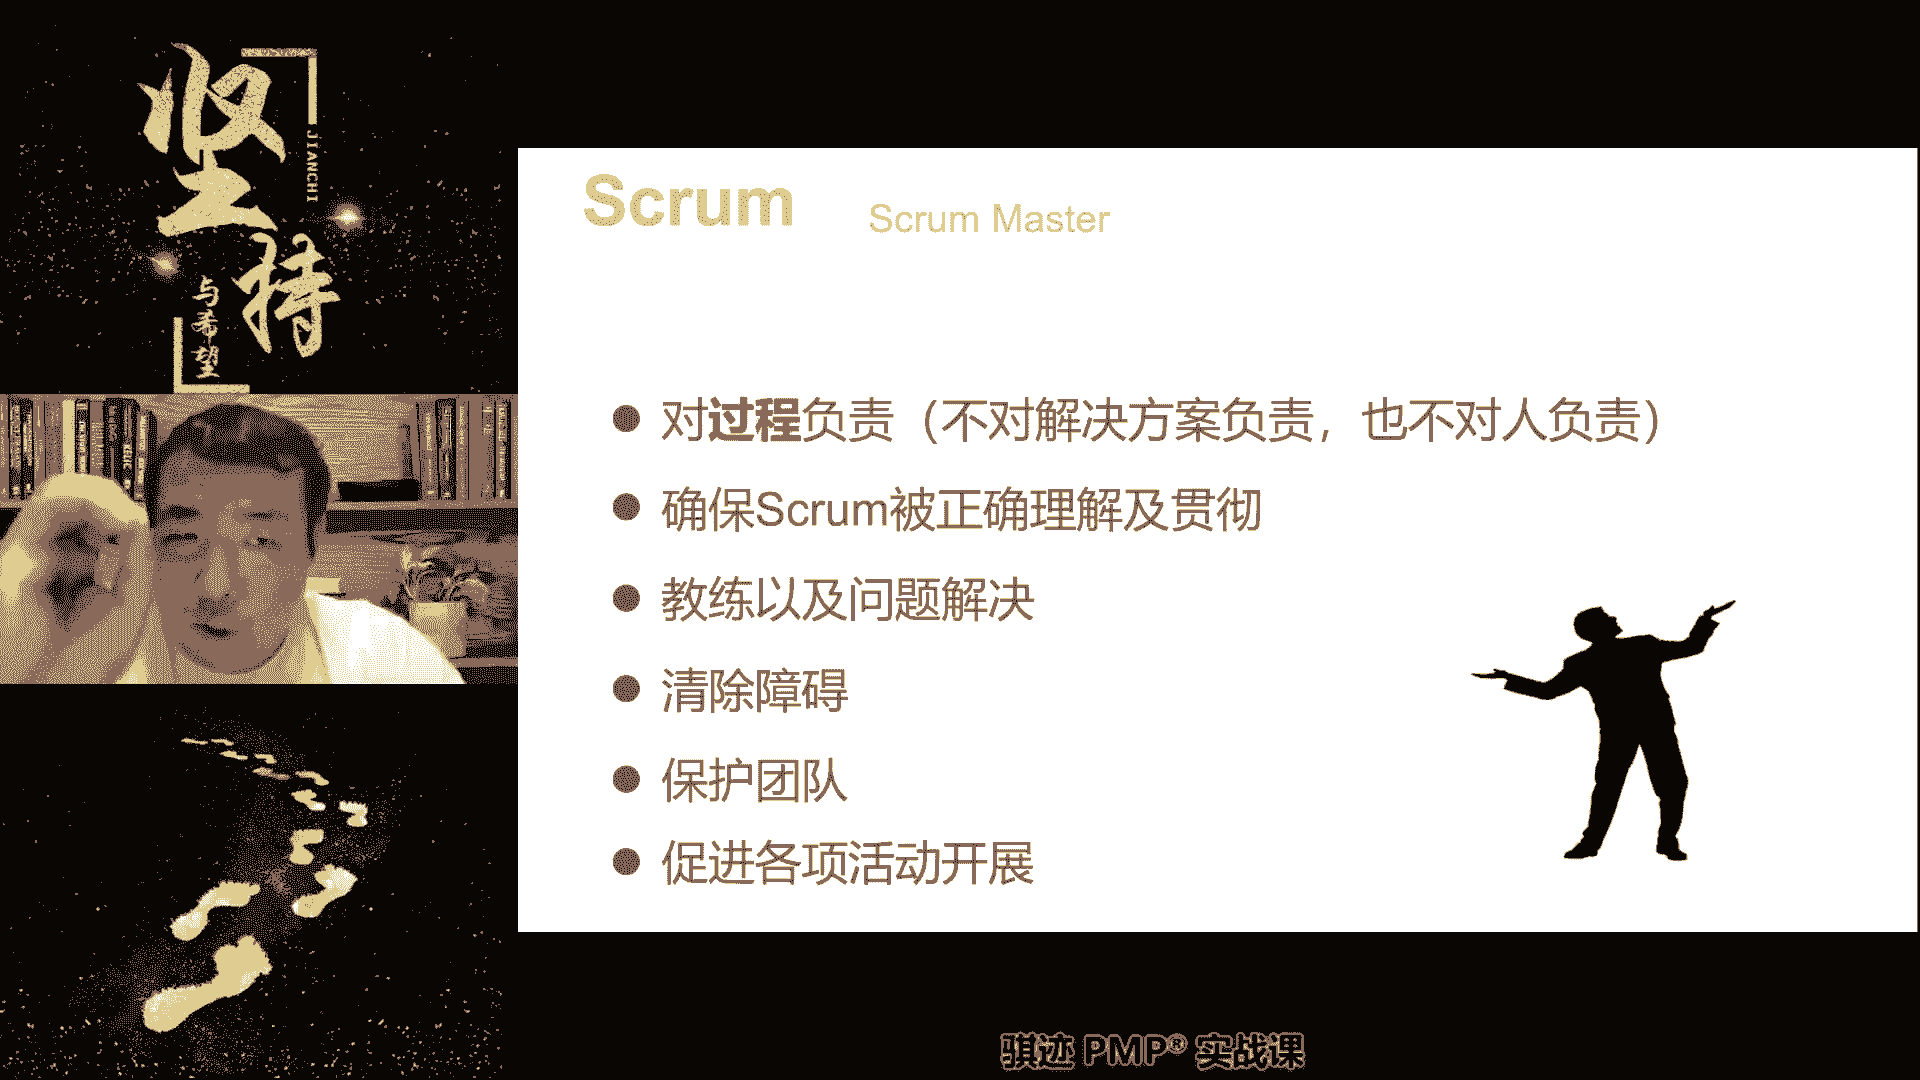 坚持
JIANCHI
与希望
Scrum
Scrum Master
对过程负责（不对解决方案负责，也不对人负责）
确保Scrum被正确理解及贯彻
教练以及问题解决
清除障碍
保护团队
促进各项活动开展
骐迹 PMP® 实战课